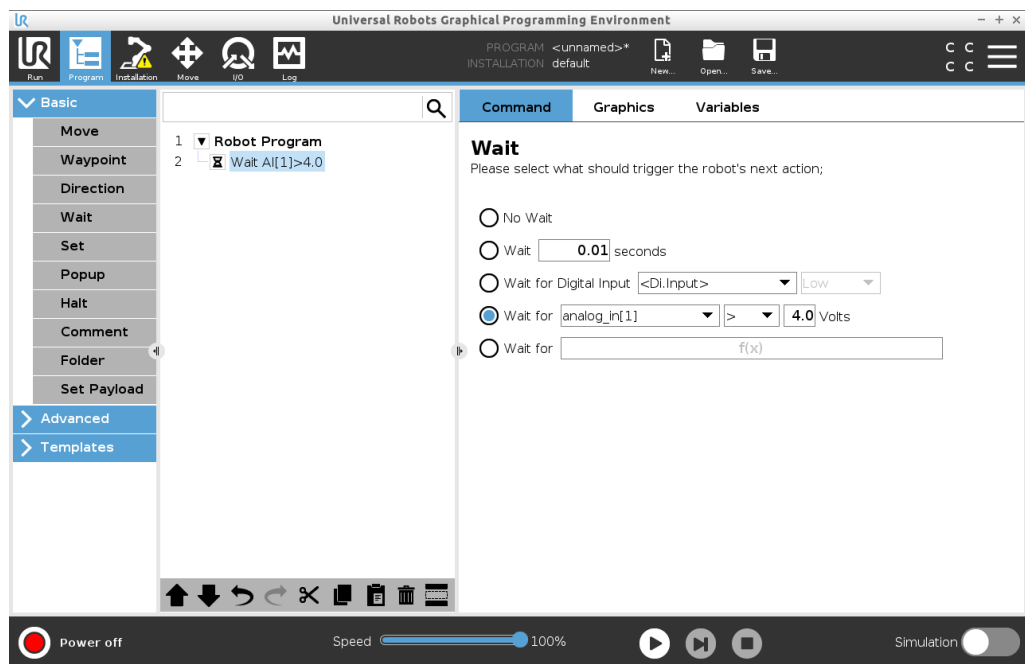 UR Universal Robots Graphical Programming Environment - + ×
UR PROGRAM <unnamed>* C C
INSTALLATION default C C
Run Program Installation Move I/O Log New... Open... Save...
Basic
Move
Waypoint
Direction
Wait
Set
Popup
Halt
Comment
Folder
Set Payload
Advanced
Templates
1 Robot Program
2 Wait AI[1]>4.0
Command Graphics Variables
Wait
Please select what should trigger the robot's next action;
No Wait
Wait 0.01 seconds
Wait for Digital Input <Di.Input> Low
Wait for analog_in[1] > 4.0 Volts
Wait for f(x)
Power off Speed 100% Simulation